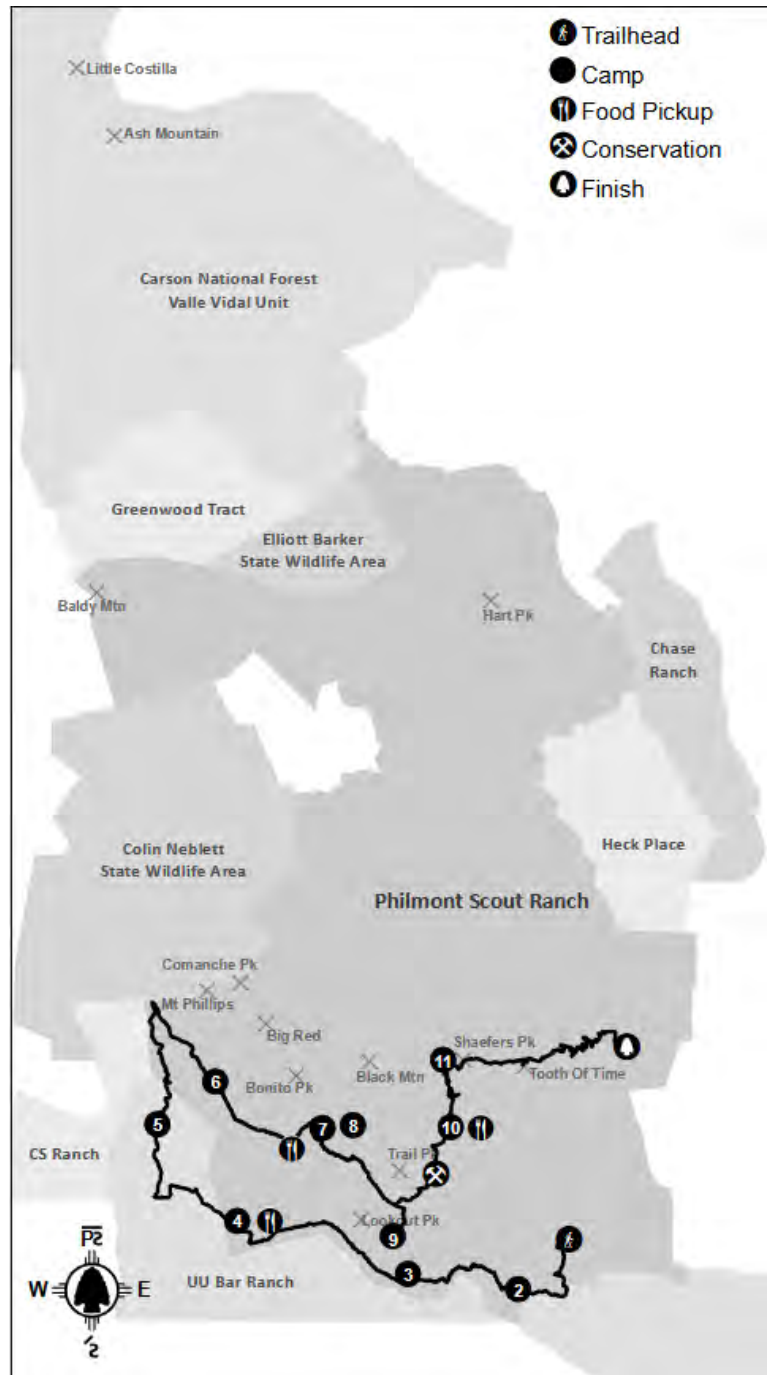 Trailhead
Camp
Food Pickup
Conservation
Finish
Little Costilla
Ash Mountain
Carson National Forest
Valle Vidal Unit
Greenwood Tract
Elliott Barker
State Wildlife Area
Baldy Mtn
Hart Pk
Chase
Ranch
Colin Neblett
State Wildlife Area
Heck Place
Philmont Scout Ranch
Comanche Pk
Mt Phillips
Big Red
Shaefers Pk
11
Black Mtn
Tooth Of Time
6
Bonito Pk
5
7
8
10
CS Ranch
Trail Pk
4
Lookout Pk
9
3
UU Bar Ranch
2
W
E